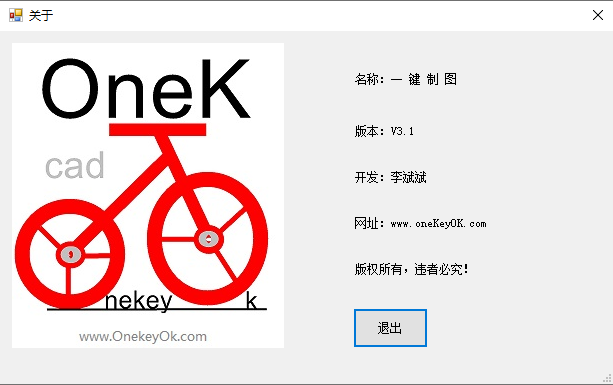 关于
OneK
cad
nekey k
www.OnekeyOk.com
名称：一 键 制 图
版本：V3.1
开发：李斌斌
网址：www.oneKeyOK.com
版权所有，违者必究！
退出